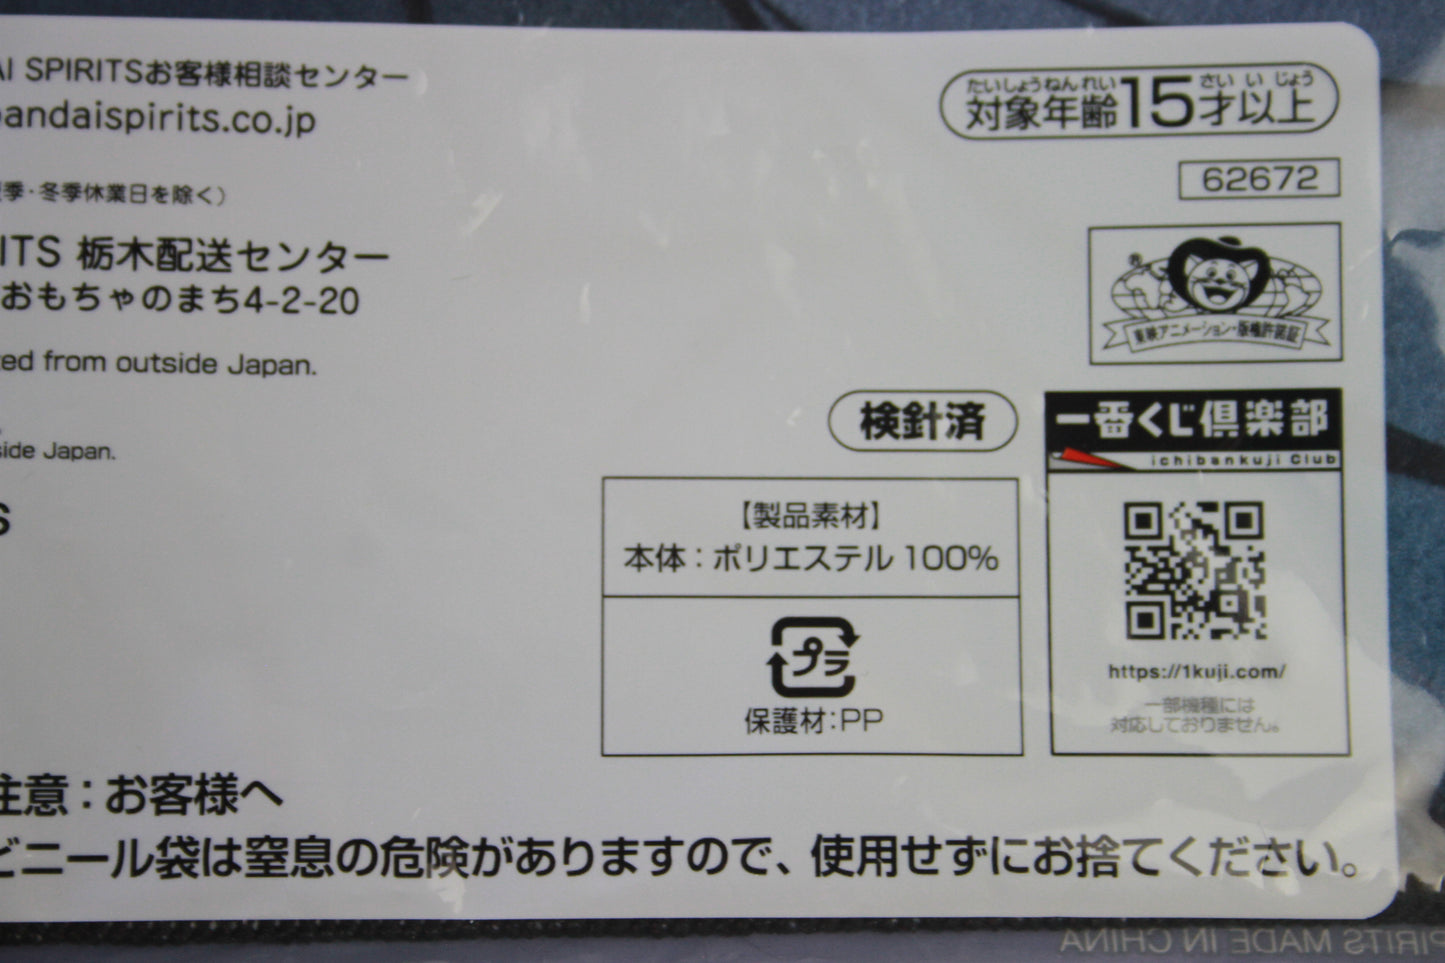 AI SPIRITSお客様相談センター
bandaispirits.co.jp
季・冬季休業日を除く)
RITS 栃木配送センター
おもちゃのまち4-2-20
ted from outside Japan.
side Japan.
S
たいしょうねんれい さい いじょう
対象年齢15才以上
62672
®
東映アニメーション・版権許諾証
検針済
一番くじ倶楽部
ichibankuji Club
【製品素材】
本体：ポリエステル 100%
プラ
保護材：PP
https://1kuji.com/
一部機種には
対応しておりません。
注意：お客様へ
ビニール袋は窒息の危険がありますので、使用せずにお捨てください。
PIRITS MADE IN CHINA